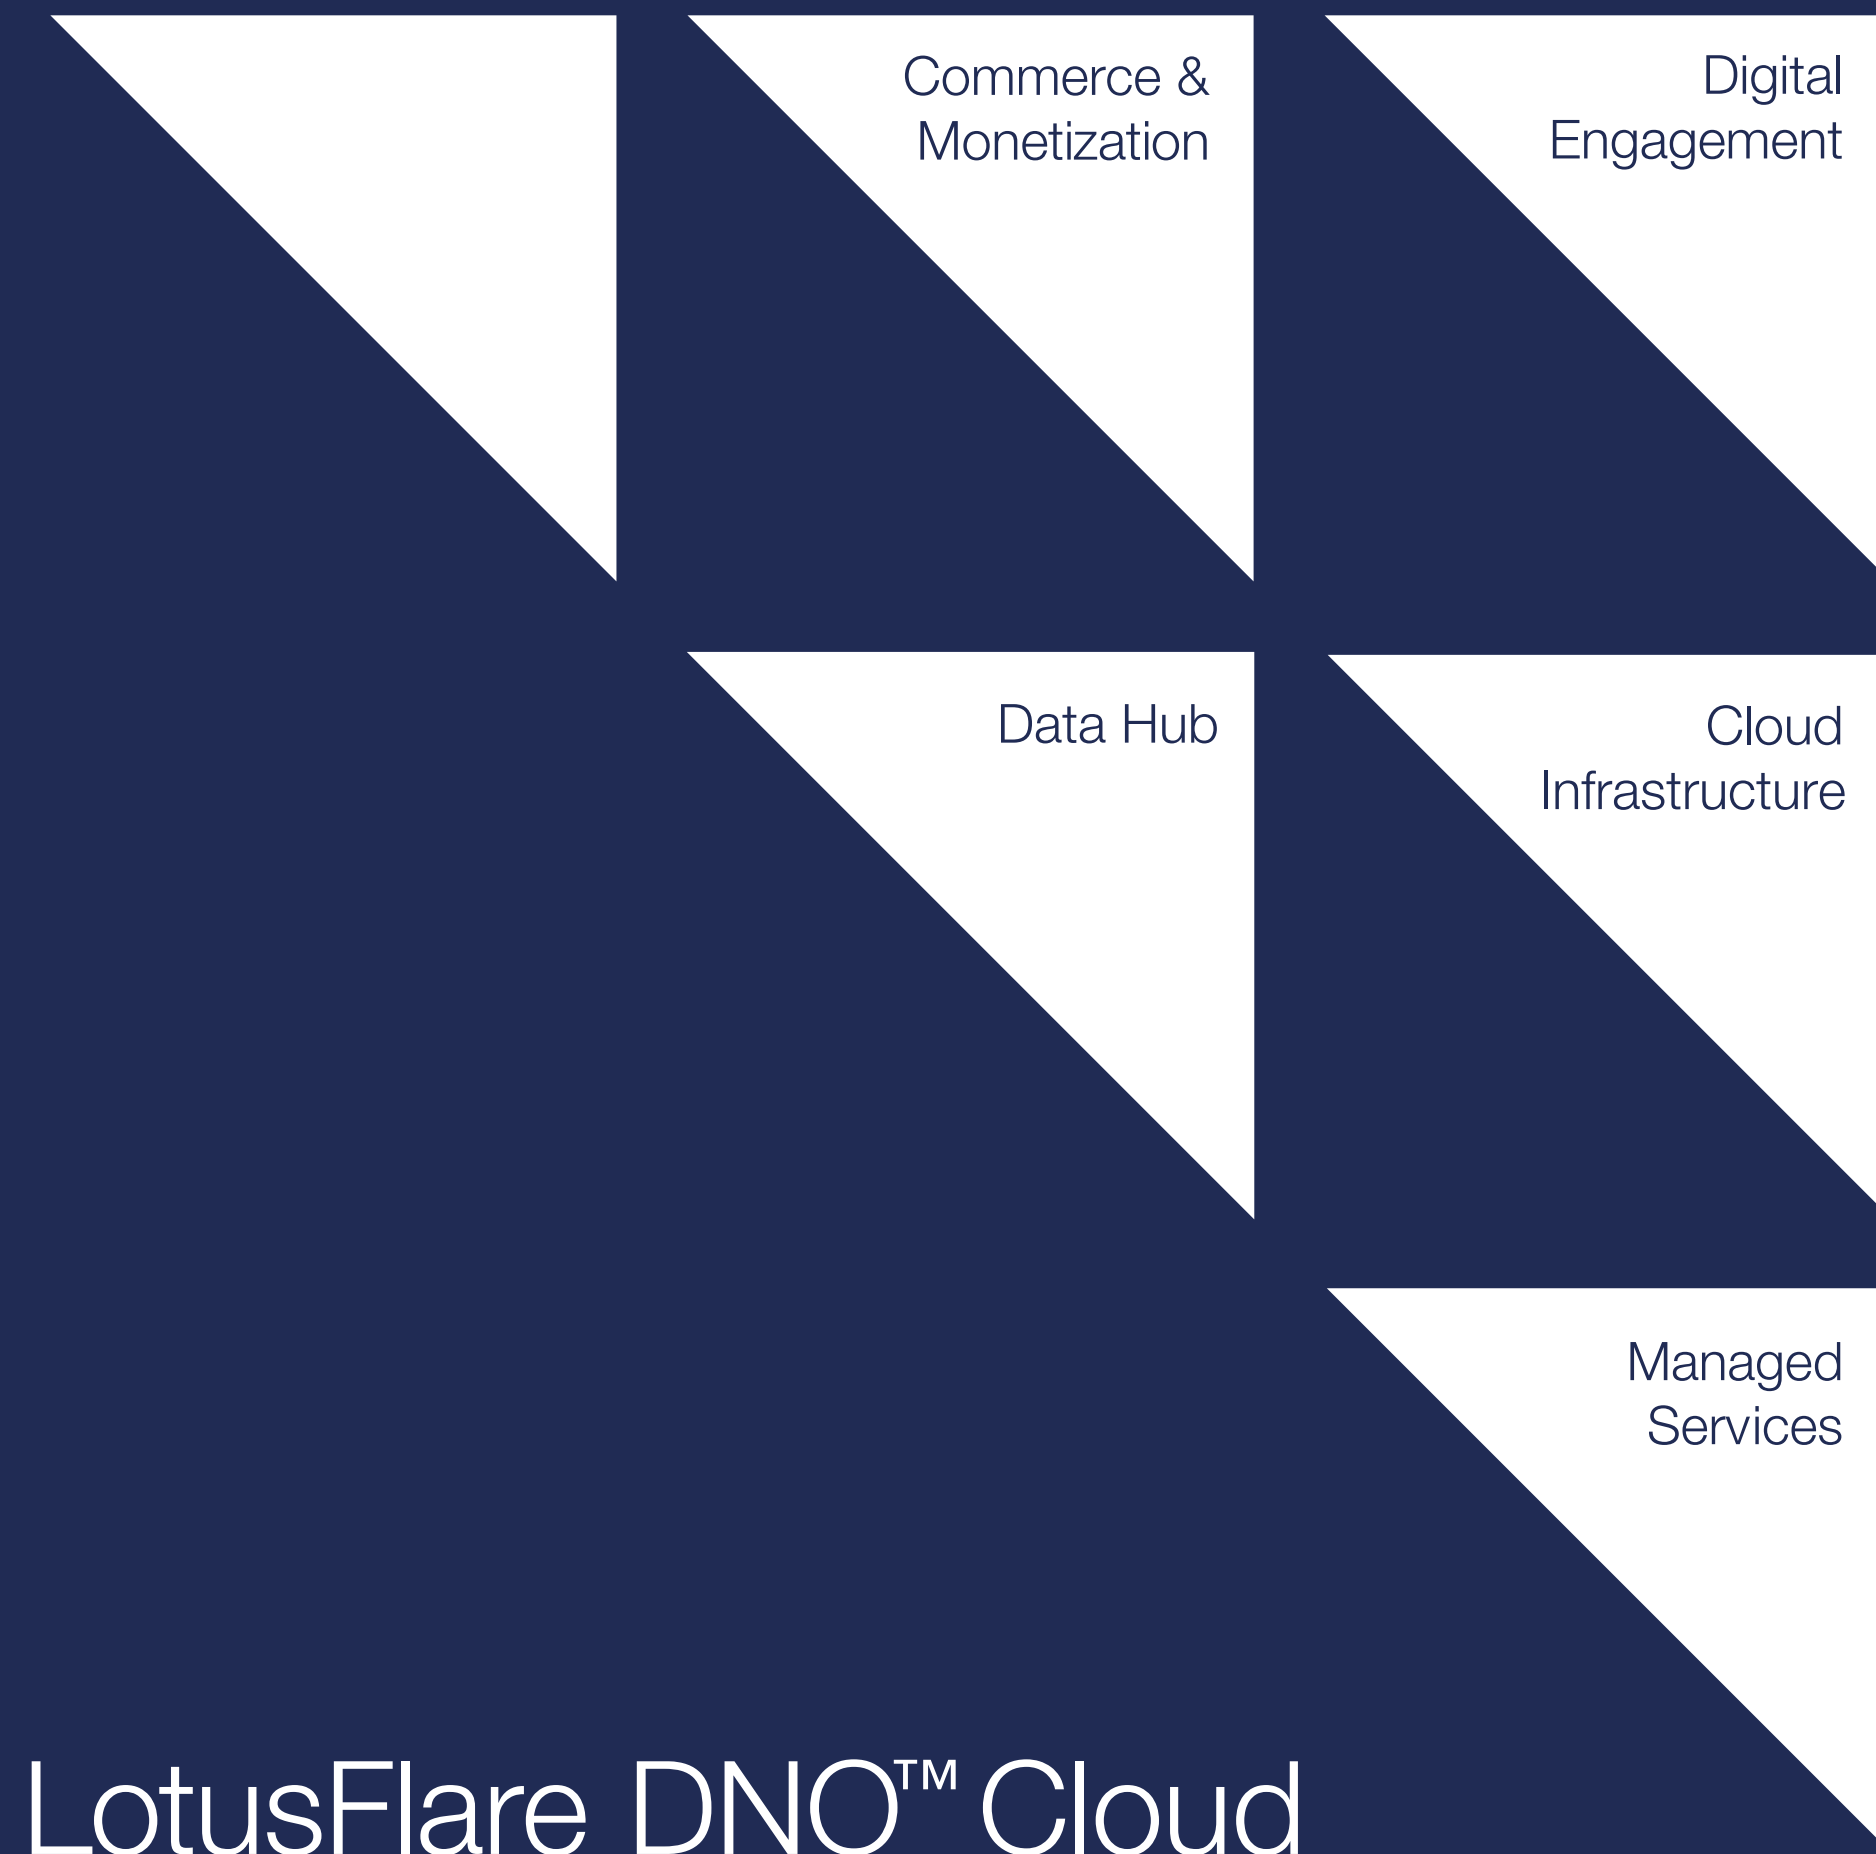 Commerce &
Monetization
Digital
Engagement
Data Hub
Cloud
Infrastructure
Managed
Services
LotusFlare DNO™ Cloud